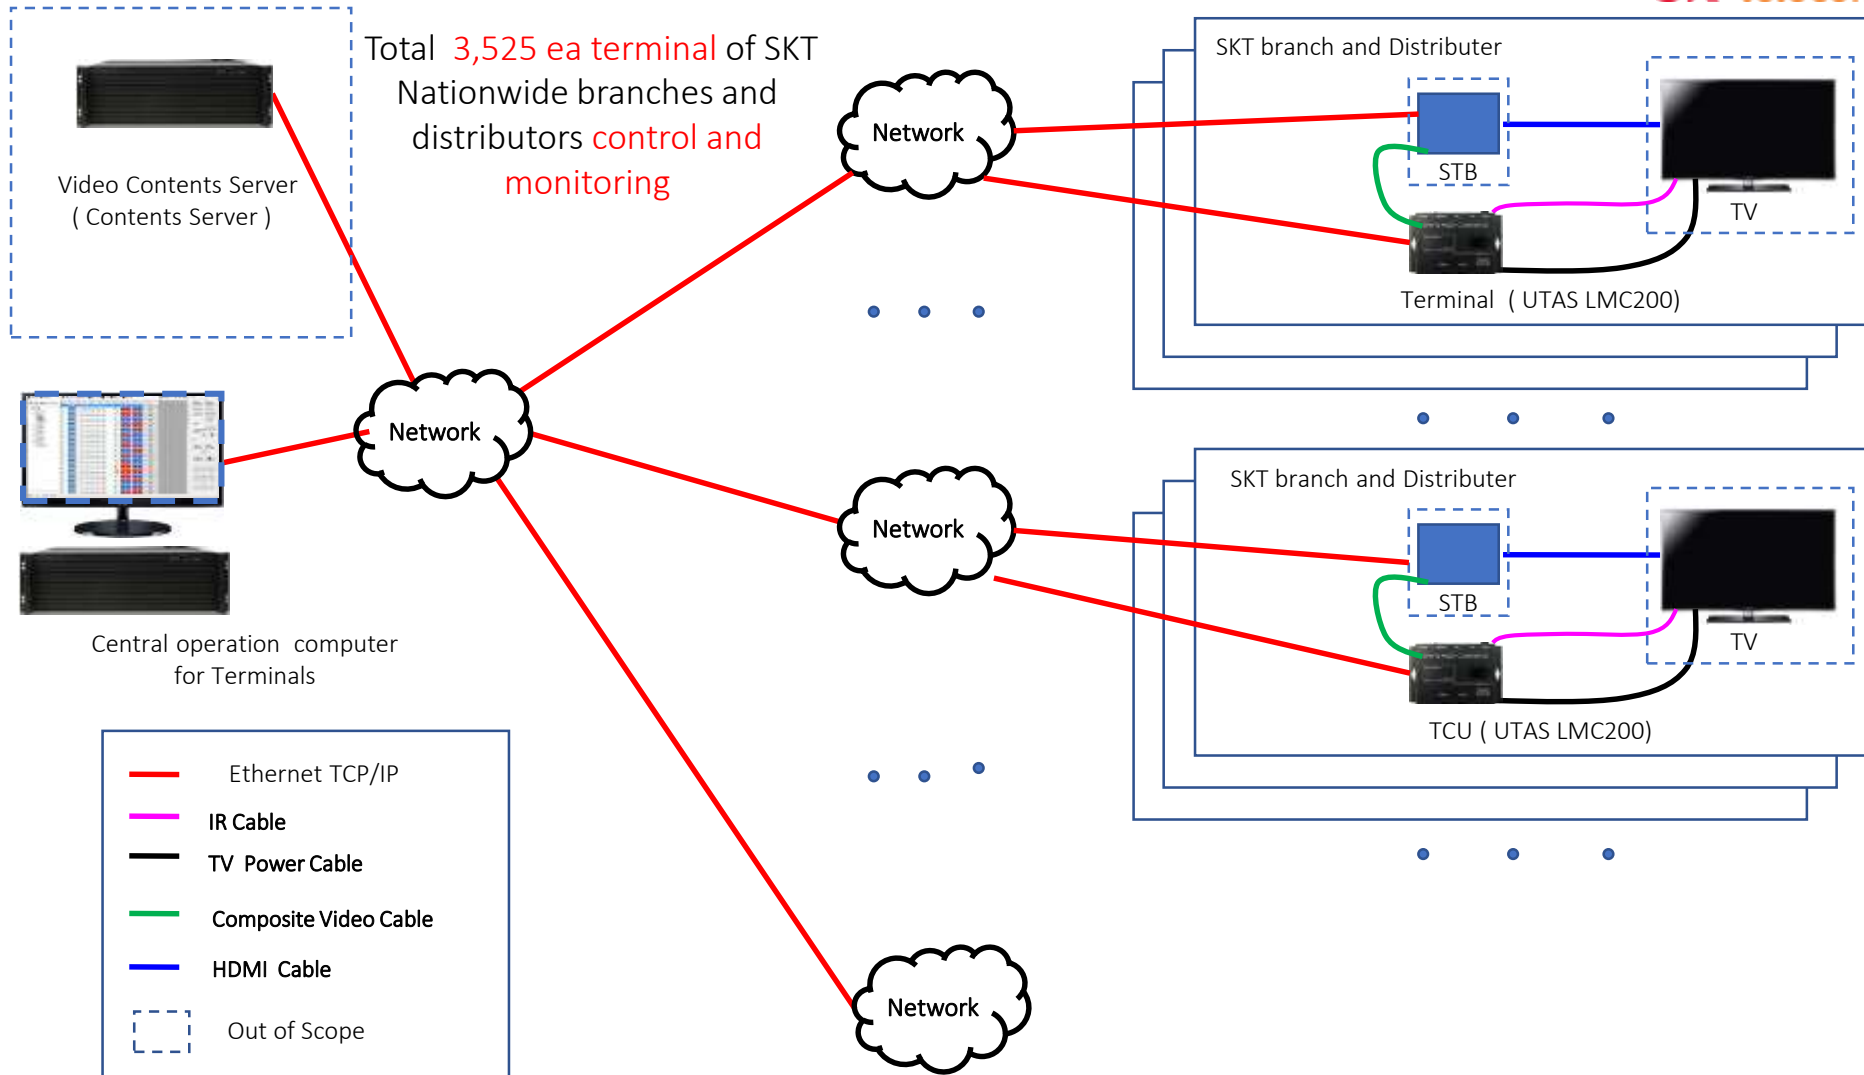 Total 3,525 ea terminal of SKT
Nationwide branches and
distributors control and
monitoring
Video Contents Server
( Contents Server )
Network
SKT branch and Distributer
STB
TV
Terminal ( UTAS LMC200)
Network
Central operation computer
for Terminals
Network
SKT branch and Distributer
STB
TV
TCU ( UTAS LMC200)
Ethernet TCP/IP
IR Cable
TV Power Cable
Composite Video Cable
HDMI Cable
Out of Scope
Network